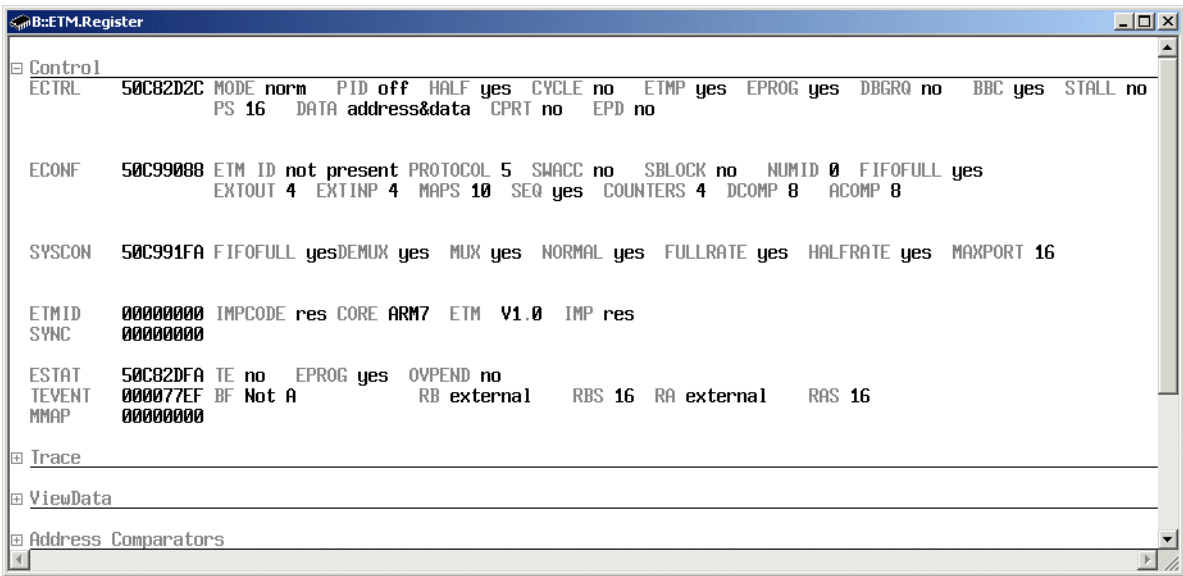 B::ETM.Register
Control
ECTRL 50C82D2C MODE norm PID off HALF yes CYCLE no ETMP yes EPROG yes DBGRQ no BBC yes STALL no
PS 16 DATA address&data CPRT no EPD no
ECONF 50C99088 ETM ID not present PROTOCOL 5 SWACC no SBLOCK no NUMID 0 FIFOFULL yes
EXTOUT 4 EXTINP 4 MAPS 10 SEQ yes COUNTERS 4 DCOMP 8 ACOMP 8
SYSCON 50C991FA FIFOFULL yesDEMUX yes MUX yes NORMAL yes FULLRATE yes HALFRATE yes MAXPORT 16
ETMID 00000000 IMPCODE res CORE ARM7 ETM V1.0 IMP res
SYNC 00000000
ESTAT 50C82DFA TE no EPROG yes OVPEND no
TEVENT 000077EF BF Not A RB external RBS 16 RA external RAS 16
MMAP 00000000
Trace
ViewData
Address Comparators